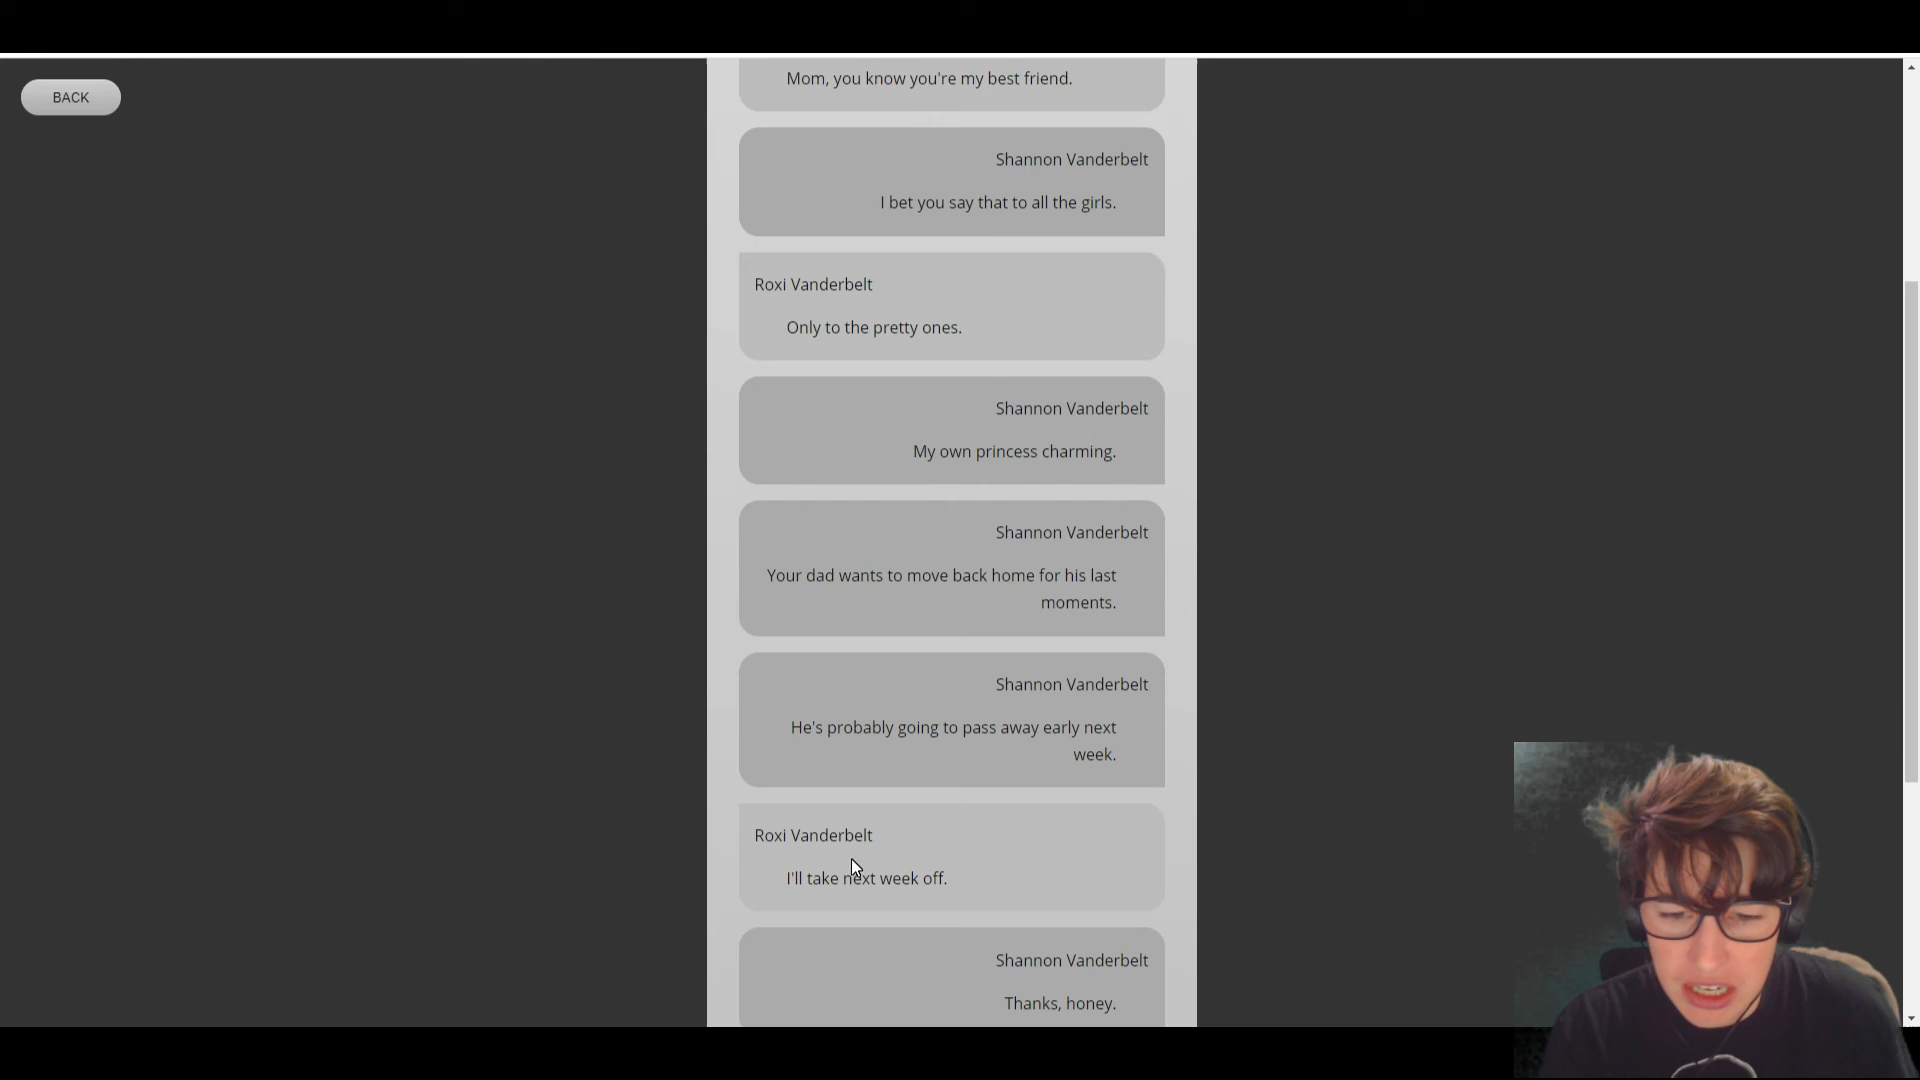 BACK
Mom, you know you're my best friend.
Shannon Vanderbelt
I bet you say that to all the girls.
Roxi Vanderbelt
Only to the pretty ones.
Shannon Vanderbelt
My own princess charming.
Shannon Vanderbelt
Your dad wants to move back home for his last
moments.
Shannon Vanderbelt
He's probably going to pass away early next
week.
Roxi Vanderbelt
I'll take next week off.
Shannon Vanderbelt
Thanks, honey.